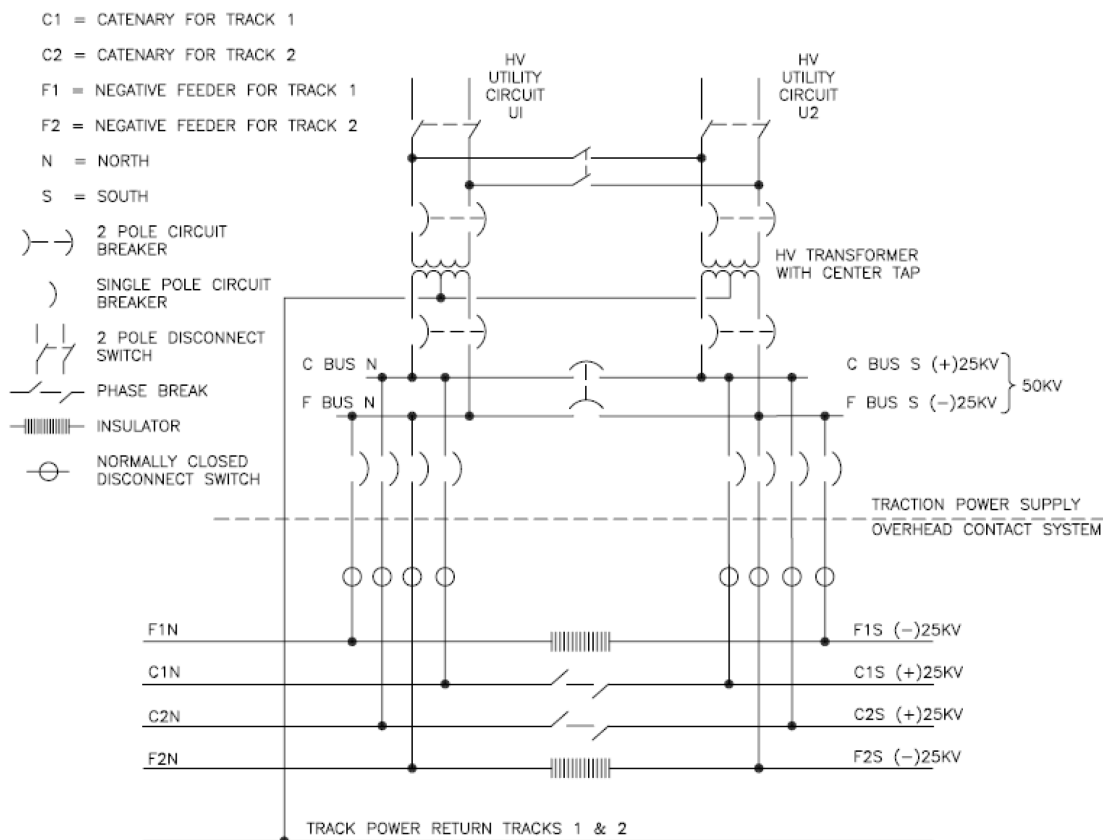 C1 = CATENARY FOR TRACK 1
C2 = CATENARY FOR TRACK 2
F1 = NEGATIVE FEEDER FOR TRACK 1
F2 = NEGATIVE FEEDER FOR TRACK 2
N = NORTH
S = SOUTH
2 POLE CIRCUIT
BREAKER
SINGLE POLE CIRCUIT
BREAKER
2 POLE DISCONNECT
SWITCH
PHASE BREAK
INSULATOR
NORMALLY CLOSED
DISCONNECT SWITCH
HV
UTILITY
CIRCUIT
U1
HV
UTILITY
CIRCUIT
U2
HV TRANSFORMER
WITH CENTER TAP
C BUS N
C BUS S (+)25KV
50KV
F BUS N
F BUS S (-)25KV
TRACTION POWER SUPPLY
OVERHEAD CONTACT SYSTEM
F1N
F1S (-)25KV
C1N
C1S (+)25KV
C2N
C2S (+)25KV
F2N
F2S (-)25KV
TRACK POWER RETURN TRACKS 1 & 2